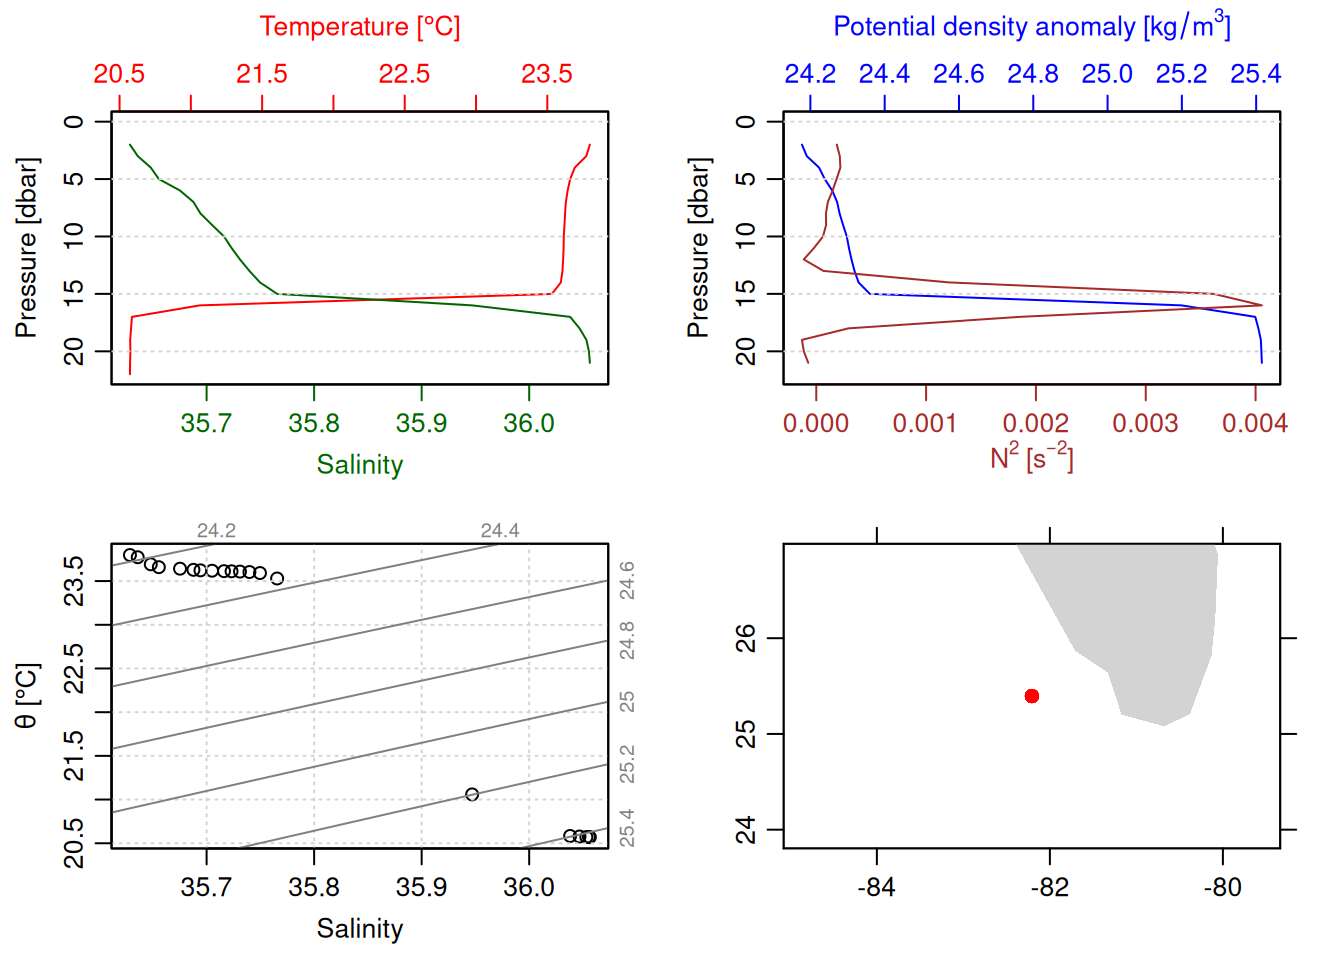 Temperature [°C]
20.5 21.5 22.5 23.5
Pressure [dbar]
0
5
10
15
20
35.7 35.8 35.9 36.0
Salinity
Potential density anomaly [kg/m³]
24.2 24.4 24.6 24.8 25.0 25.2 25.4
Pressure [dbar]
0
5
10
15
20
0.000 0.001 0.002 0.003 0.004
N² [s⁻²]
24.2 24.4
θ [°C]
23.5
22.5
21.5
20.5
24.6
24.8
25
25.2
25.4
35.7 35.8 35.9 36.0
Salinity
26
25
24
-84 -82 -80